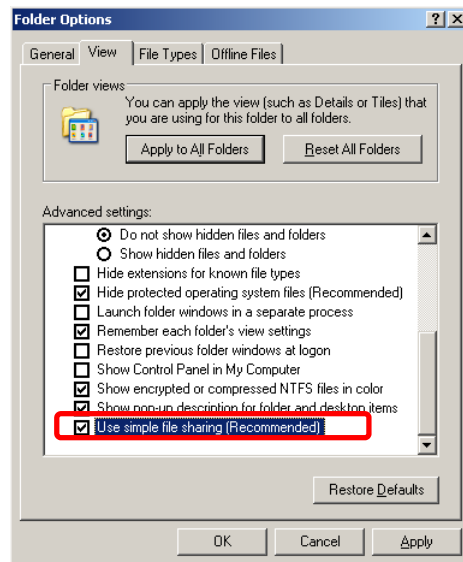 Folder Options
General View File Types Offline Files
Folder views
You can apply the view (such as Details or Tiles) that
you are using for this folder to all folders.
Apply to All Folders Reset All Folders
Advanced settings:
Do not show hidden files and folders
Show hidden files and folders
Hide extensions for known file types
Hide protected operating system files (Recommended)
Launch folder windows in a separate process
Remember each folder's view settings
Restore previous folder windows at logon
Show Control Panel in My Computer
Show encrypted or compressed NTFS files in color
Show pop-up description for folder and desktop items
Use simple file sharing (Recommended)
Restore Defaults
OK Cancel Apply